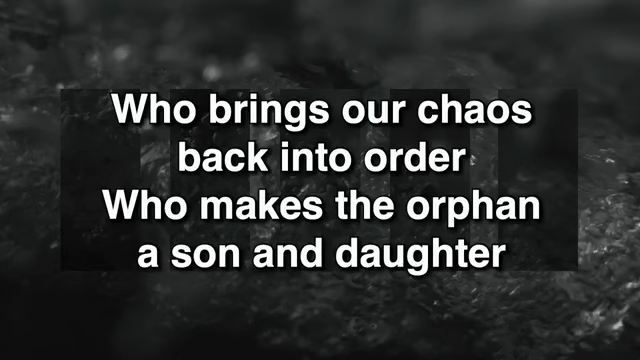 Who brings our chaos
back into order
Who makes the orphan
a son and daughter